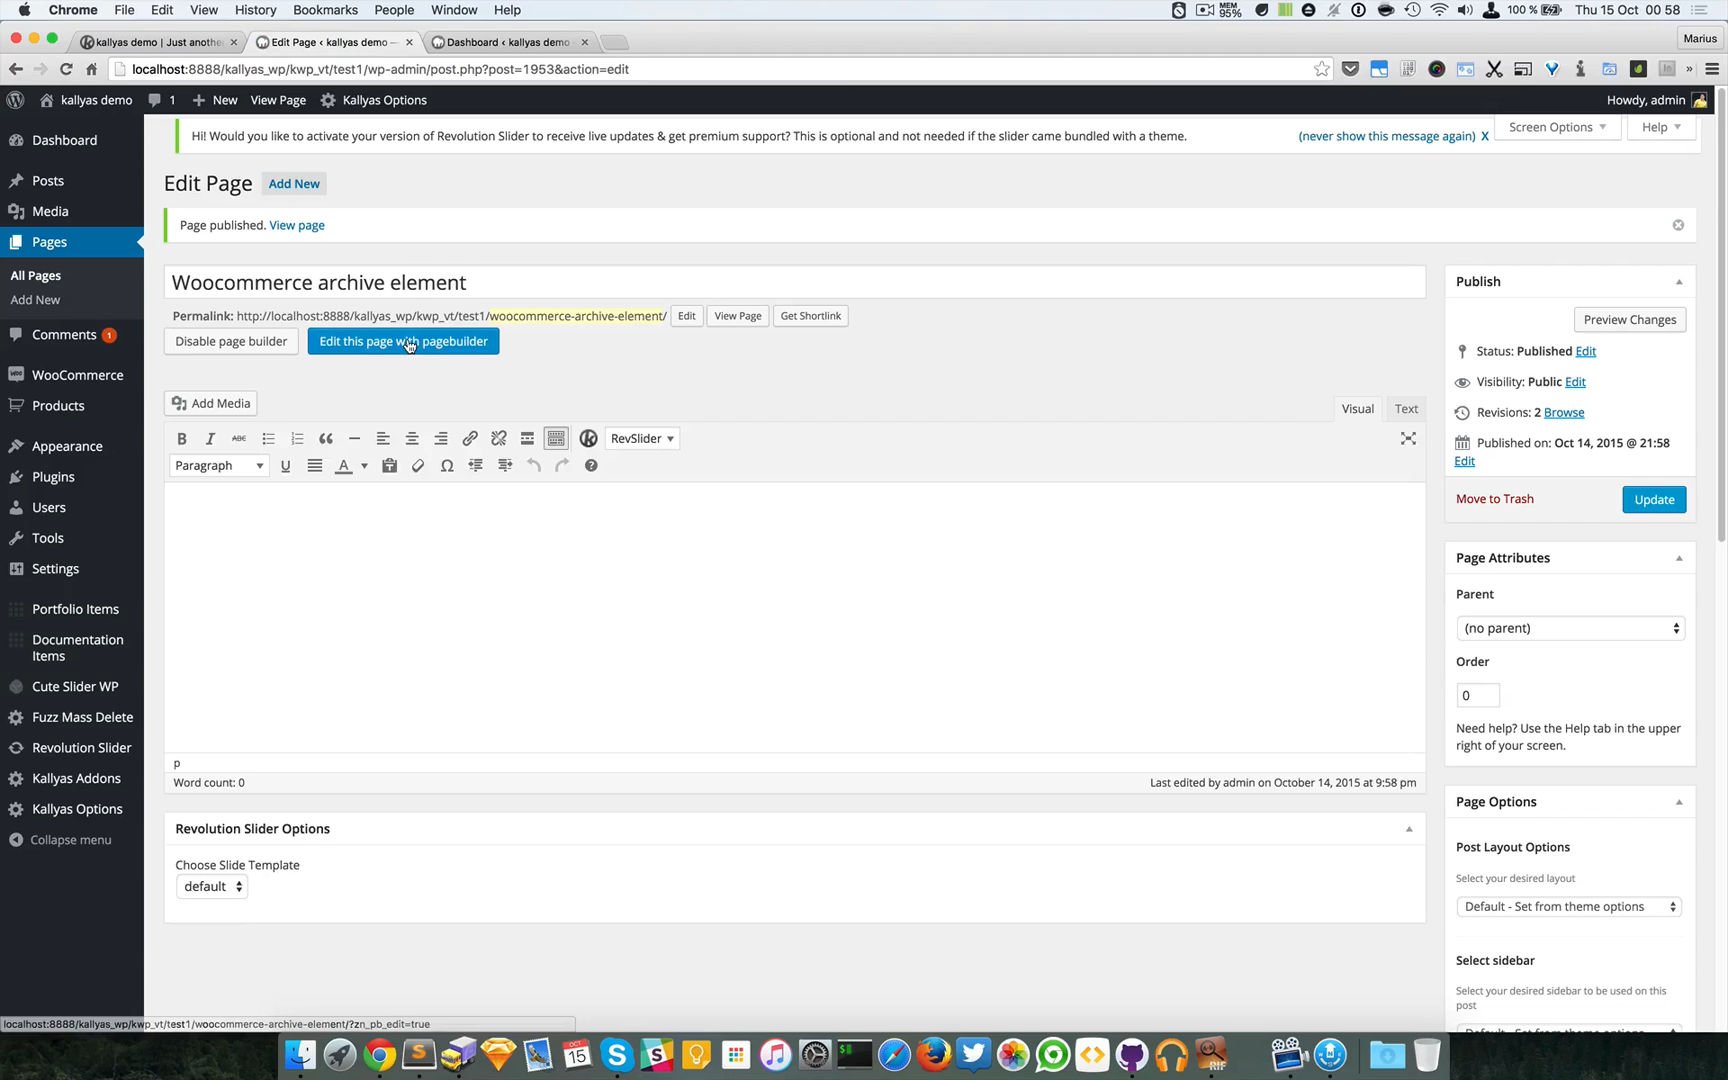 Chrome File Edit View History Bookmarks People Window Help
MEM 95% 100% Thu 15 Oct 00:58
kallyas demo | Just anothe Edit Page ‹ kallyas demo — Dashboard ‹ kallyas demo Marius
localhost:8888/kallyas_wp/kwp_vt/test1/wp-admin/post.php?post=1953&action=edit
kallyas demo 1 New View Page Kallyas Options Howdy, admin
Hi! Would you like to activate your version of Revolution Slider to receive live updates & get premium support? This is optional and not needed if the slider came bundled with a theme. (never show this message again) X
Screen Options Help
Dashboard
Posts
Media
Pages
All Pages
Add New
Comments 1
WooCommerce
Products
Appearance
Plugins
Users
Tools
Settings
Portfolio Items
Documentation
Items
Cute Slider WP
Fuzz Mass Delete
Revolution Slider
Kallyas Addons
Kallyas Options
Collapse menu
Edit Page Add New
Page published. View page
Woocommerce archive element
Permalink: http://localhost:8888/kallyas_wp/kwp_vt/test1/woocommerce-archive-element/ Edit View Page Get Shortlink
Disable page builder Edit this page with pagebuilder
Add Media Visual Text
B I ABC RevSlider
Paragraph U A Ω
p
Word count: 0 Last edited by admin on October 14, 2015 at 9:58 pm
Revolution Slider Options
Choose Slide Template
default
Publish
Preview Changes
Status: Published Edit
Visibility: Public Edit
Revisions: 2 Browse
Published on: Oct 14, 2015 @ 21:58
Edit
Move to Trash Update
Page Attributes
Parent
(no parent)
Order
0
Need help? Use the Help tab in the upper
right of your screen.
Page Options
Post Layout Options
Select your desired layout
Default - Set from theme options
Select sidebar
Select your desired sidebar to be used on this
post
Default - Set from theme options
localhost:8888/kallyas_wp/kwp_vt/test1/woocommerce-archive-element/?zn_pb_edit=true